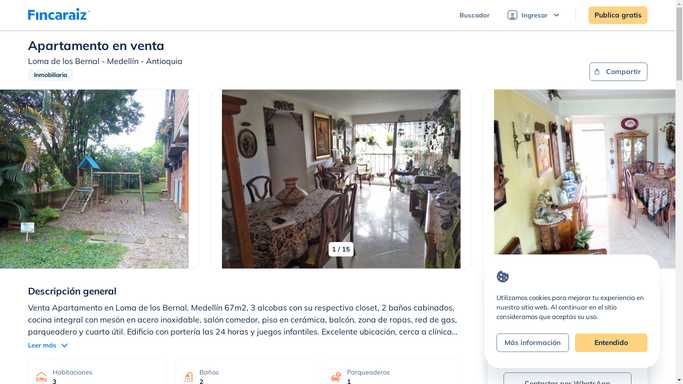 Fincaraiz
Buscador
Ingresar
Publica gratis
Apartamento en venta
Loma de los Bernal - Medellín - Antioquia
Inmobiliaria
Compartir
1 / 15
Descripción general
Venta Apartamento en Loma de los Bernal, Medellín 67m2, 3 alcobas con su respectivo closet, 2 baños cabinados,
cocina integral con mesón en acero inoxidable, salón comedor, piso en cerámica, balcón, zona de ropas, red de gas,
parqueadero y cuarto útil. Edificio con portería las 24 horas y juegos infantiles. Excelente ubicación, cerca a clínica...
Leer más
Habitaciones
3
Baños
2
Parqueaderos
1
Utilizamos cookies para mejorar tu experiencia en
nuestro sitio web. Al continuar en el sitio
consideramos que aceptas su uso.
Más información
Entendido
Contactar por WhatsApp